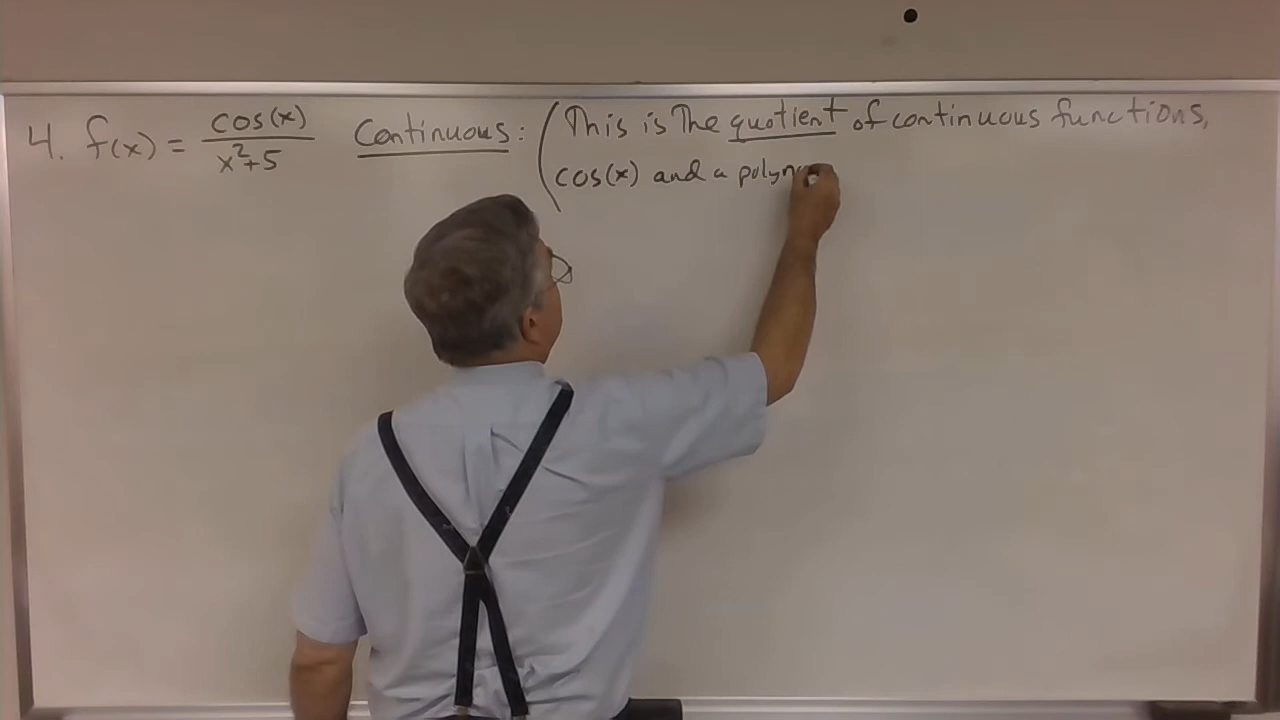 4. f(x) = cos(x) / x²+5 Continuous: (This is the quotient of continuous functions,
cos(x) and a polyn